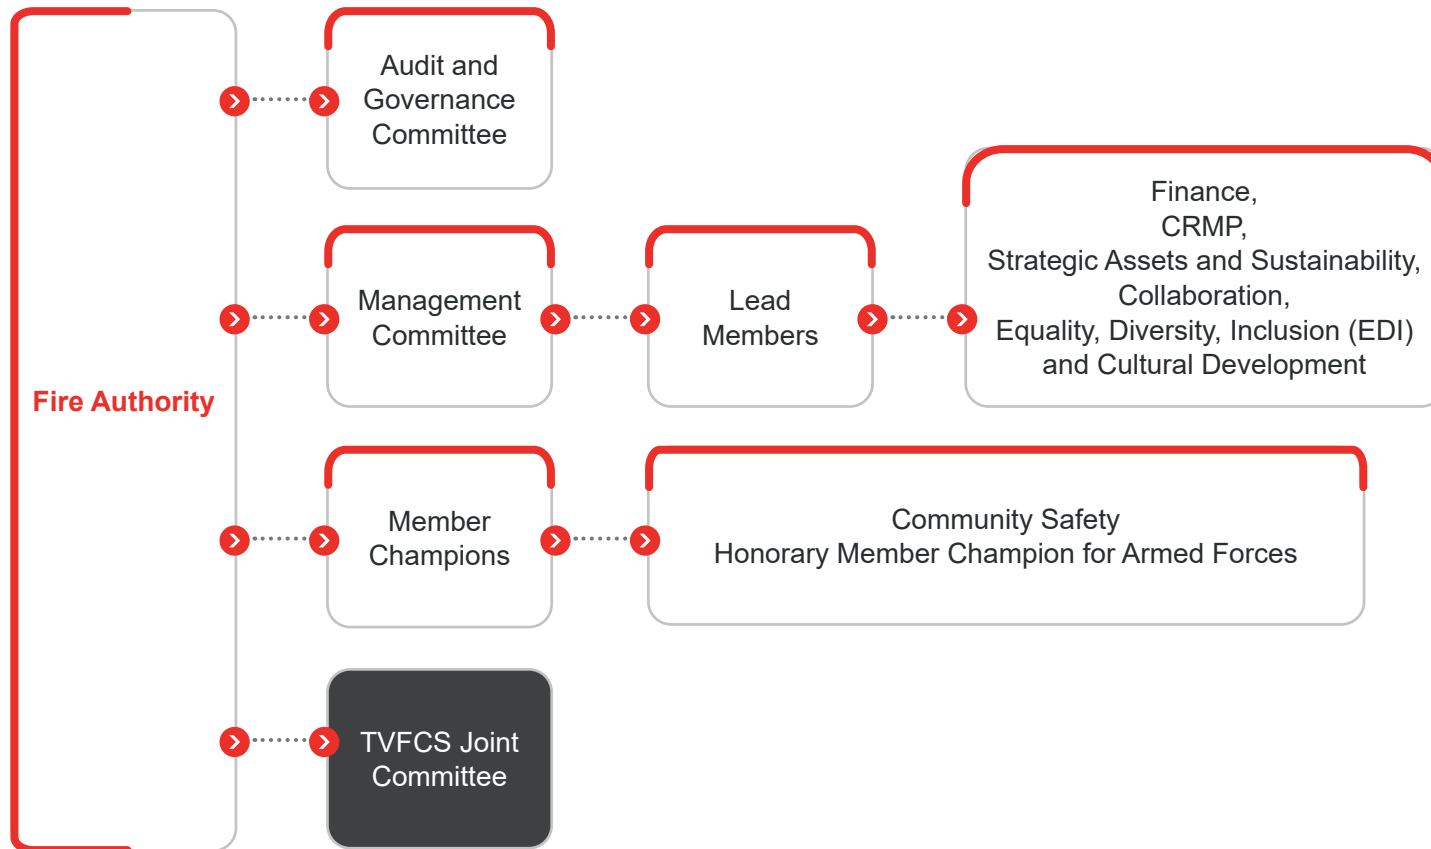 Fire Authority
Audit and
Governance
Committee
Management
Committee
Lead
Members
Finance,
CRMP,
Strategic Assets and Sustainability,
Collaboration,
Equality, Diversity, Inclusion (EDI)
and Cultural Development
Member
Champions
Community Safety
Honorary Member Champion for Armed Forces
TVFCS Joint
Committee